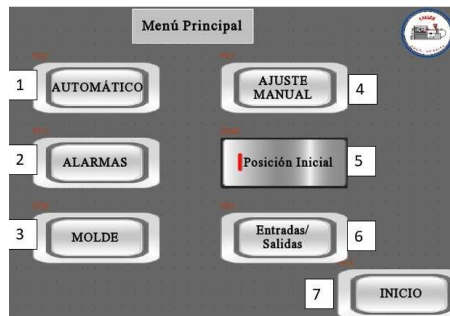 Menú Principal
1
AUTOMÁTICO
AJUSTE
MANUAL
4
2
ALARMAS
Posición Inicial
5
3
MOLDE
Entradas/
Salidas
6
7
INICIO